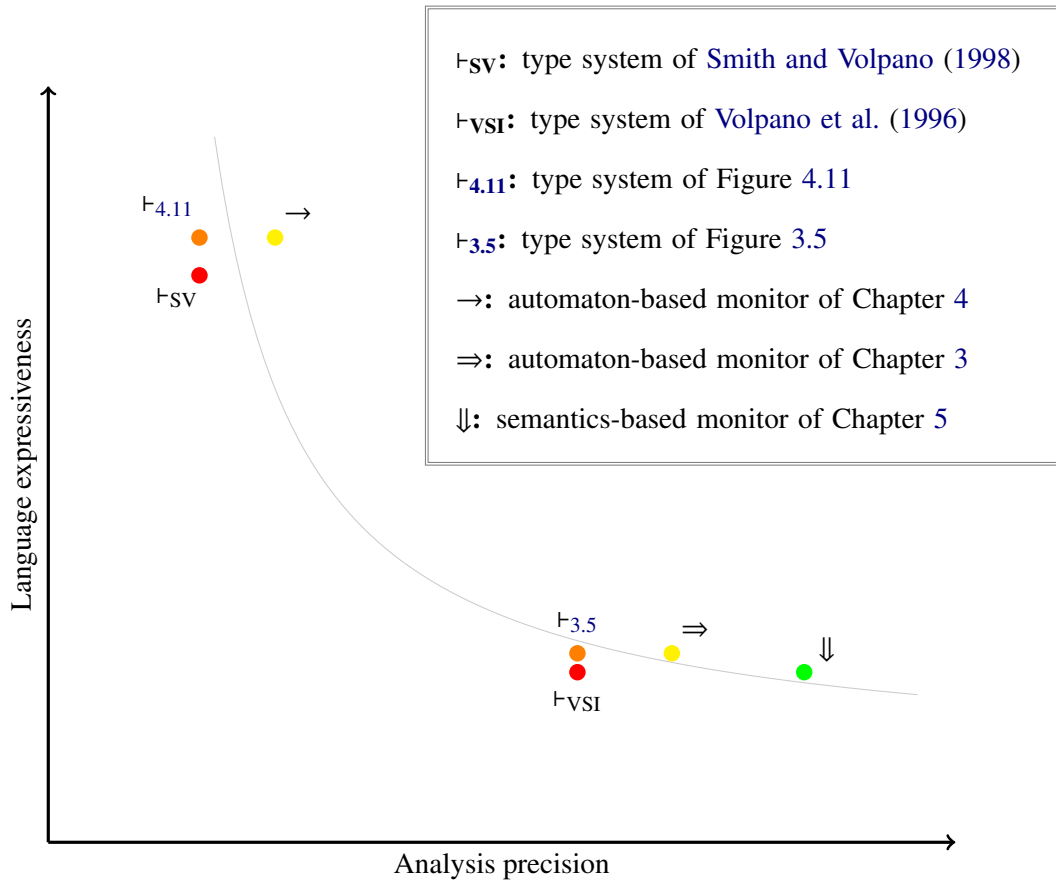 ⊢SV: type system of Smith and Volpano (1998)
⊢VSI: type system of Volpano et al. (1996)
⊢4.11: type system of Figure 4.11
⊢3.5: type system of Figure 3.5
→: automaton-based monitor of Chapter 4
⇒: automaton-based monitor of Chapter 3
⇓: semantics-based monitor of Chapter 5
⊢4.11
→
⊢SV
Language expressiveness
⊢3.5
⇒
⇓
⊢VSI
Analysis precision